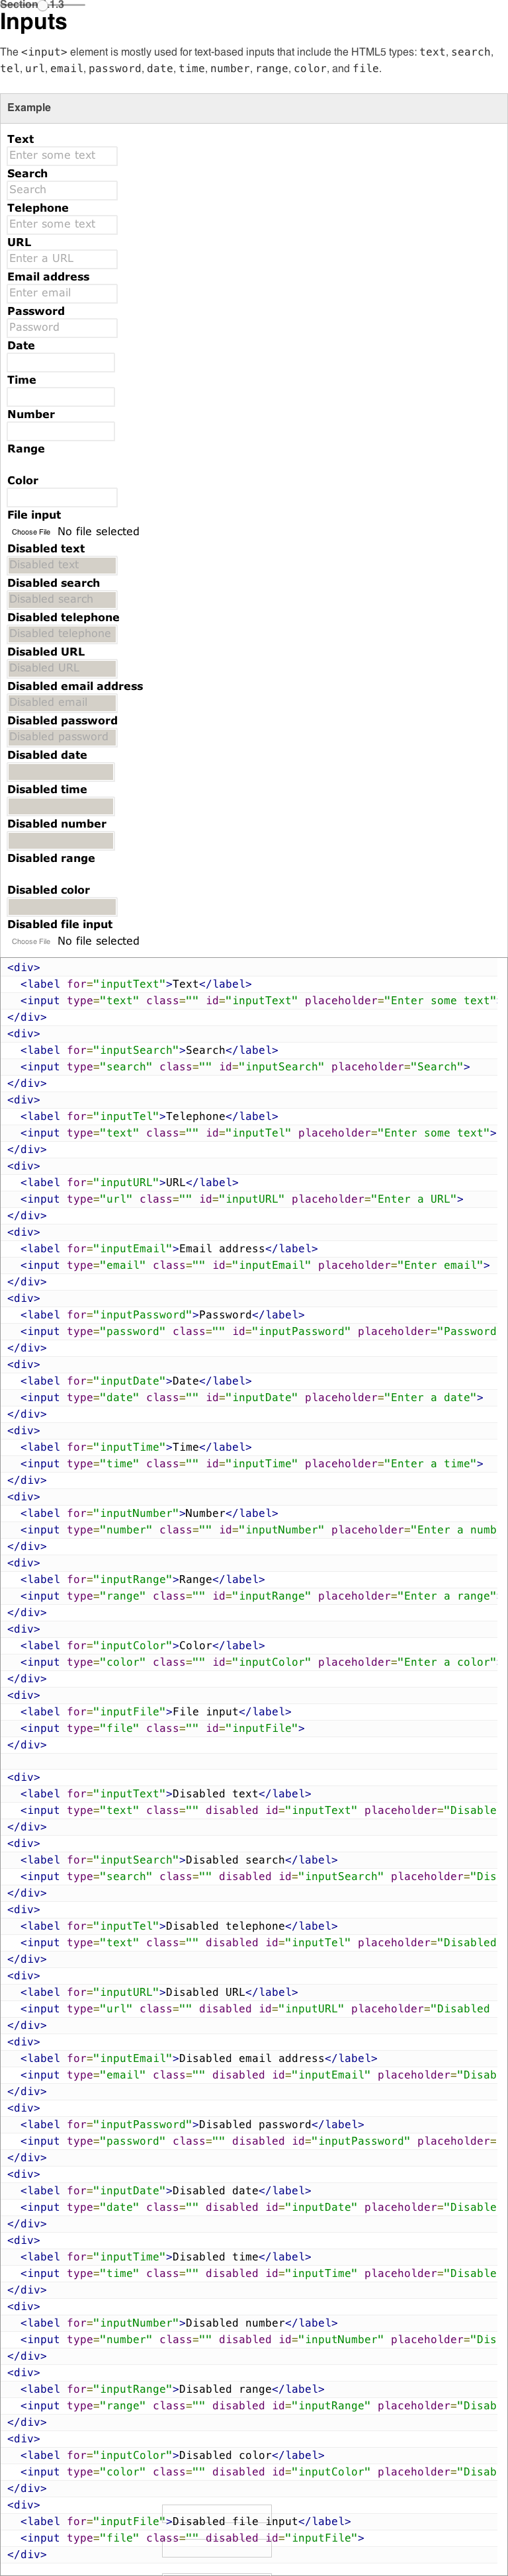 Section .1.3
Inputs
The <input> element is mostly used for text-based inputs that include the HTML5 types: text, search,
tel, url, email, password, date, time, number, range, color, and file.
Example
Text
Enter some text
Search
Search
Telephone
Enter some text
URL
Enter a URL
Email address
Enter email
Password
Password
Date
Time
Number
Range
Color
File input
Choose File No file selected
Disabled text
Disabled text
Disabled search
Disabled search
Disabled telephone
Disabled telephone
Disabled URL
Disabled URL
Disabled email address
Disabled email
Disabled password
Disabled password
Disabled date
Disabled time
Disabled number
Disabled range
Disabled color
Disabled file input
Choose File No file selected
<div>
<label for="inputText">Text</label>
<input type="text" class="" id="inputText" placeholder="Enter some text"
</div>
<div>
<label for="inputSearch">Search</label>
<input type="search" class="" id="inputSearch" placeholder="Search">
</div>
<div>
<label for="inputTel">Telephone</label>
<input type="text" class="" id="inputTel" placeholder="Enter some text">
</div>
<div>
<label for="inputURL">URL</label>
<input type="url" class="" id="inputURL" placeholder="Enter a URL">
</div>
<div>
<label for="inputEmail">Email address</label>
<input type="email" class="" id="inputEmail" placeholder="Enter email">
</div>
<div>
<label for="inputPassword">Password</label>
<input type="password" class="" id="inputPassword" placeholder="Password
</div>
<div>
<label for="inputDate">Date</label>
<input type="date" class="" id="inputDate" placeholder="Enter a date">
</div>
<div>
<label for="inputTime">Time</label>
<input type="time" class="" id="inputTime" placeholder="Enter a time">
</div>
<div>
<label for="inputNumber">Number</label>
<input type="number" class="" id="inputNumber" placeholder="Enter a numb
</div>
<div>
<label for="inputRange">Range</label>
<input type="range" class="" id="inputRange" placeholder="Enter a range"
</div>
<div>
<label for="inputColor">Color</label>
<input type="color" class="" id="inputColor" placeholder="Enter a color"
</div>
<div>
<label for="inputFile">File input</label>
<input type="file" class="" id="inputFile">
</div>
<div>
<label for="inputText">Disabled text</label>
<input type="text" class="" disabled id="inputText" placeholder="Disable
</div>
<div>
<label for="inputSearch">Disabled search</label>
<input type="search" class="" disabled id="inputSearch" placeholder="Dis
</div>
<div>
<label for="inputTel">Disabled telephone</label>
<input type="text" class="" disabled id="inputTel" placeholder="Disabled
</div>
<div>
<label for="inputURL">Disabled URL</label>
<input type="url" class="" disabled id="inputURL" placeholder="Disabled
</div>
<div>
<label for="inputEmail">Disabled email address</label>
<input type="email" class="" disabled id="inputEmail" placeholder="Disab
</div>
<div>
<label for="inputPassword">Disabled password</label>
<input type="password" class="" disabled id="inputPassword" placeholder=
</div>
<div>
<label for="inputDate">Disabled date</label>
<input type="date" class="" disabled id="inputDate" placeholder="Disable
</div>
<div>
<label for="inputTime">Disabled time</label>
<input type="time" class="" disabled id="inputTime" placeholder="Disable
</div>
<div>
<label for="inputNumber">Disabled number</label>
<input type="number" class="" disabled id="inputNumber" placeholder="Dis
</div>
<div>
<label for="inputRange">Disabled range</label>
<input type="range" class="" disabled id="inputRange" placeholder="Disab
</div>
<div>
<label for="inputColor">Disabled color</label>
<input type="color" class="" disabled id="inputColor" placeholder="Disab
</div>
<div>
<label for="inputFile">Disabled file input</label>
<input type="file" class="" disabled id="inputFile">
</div>